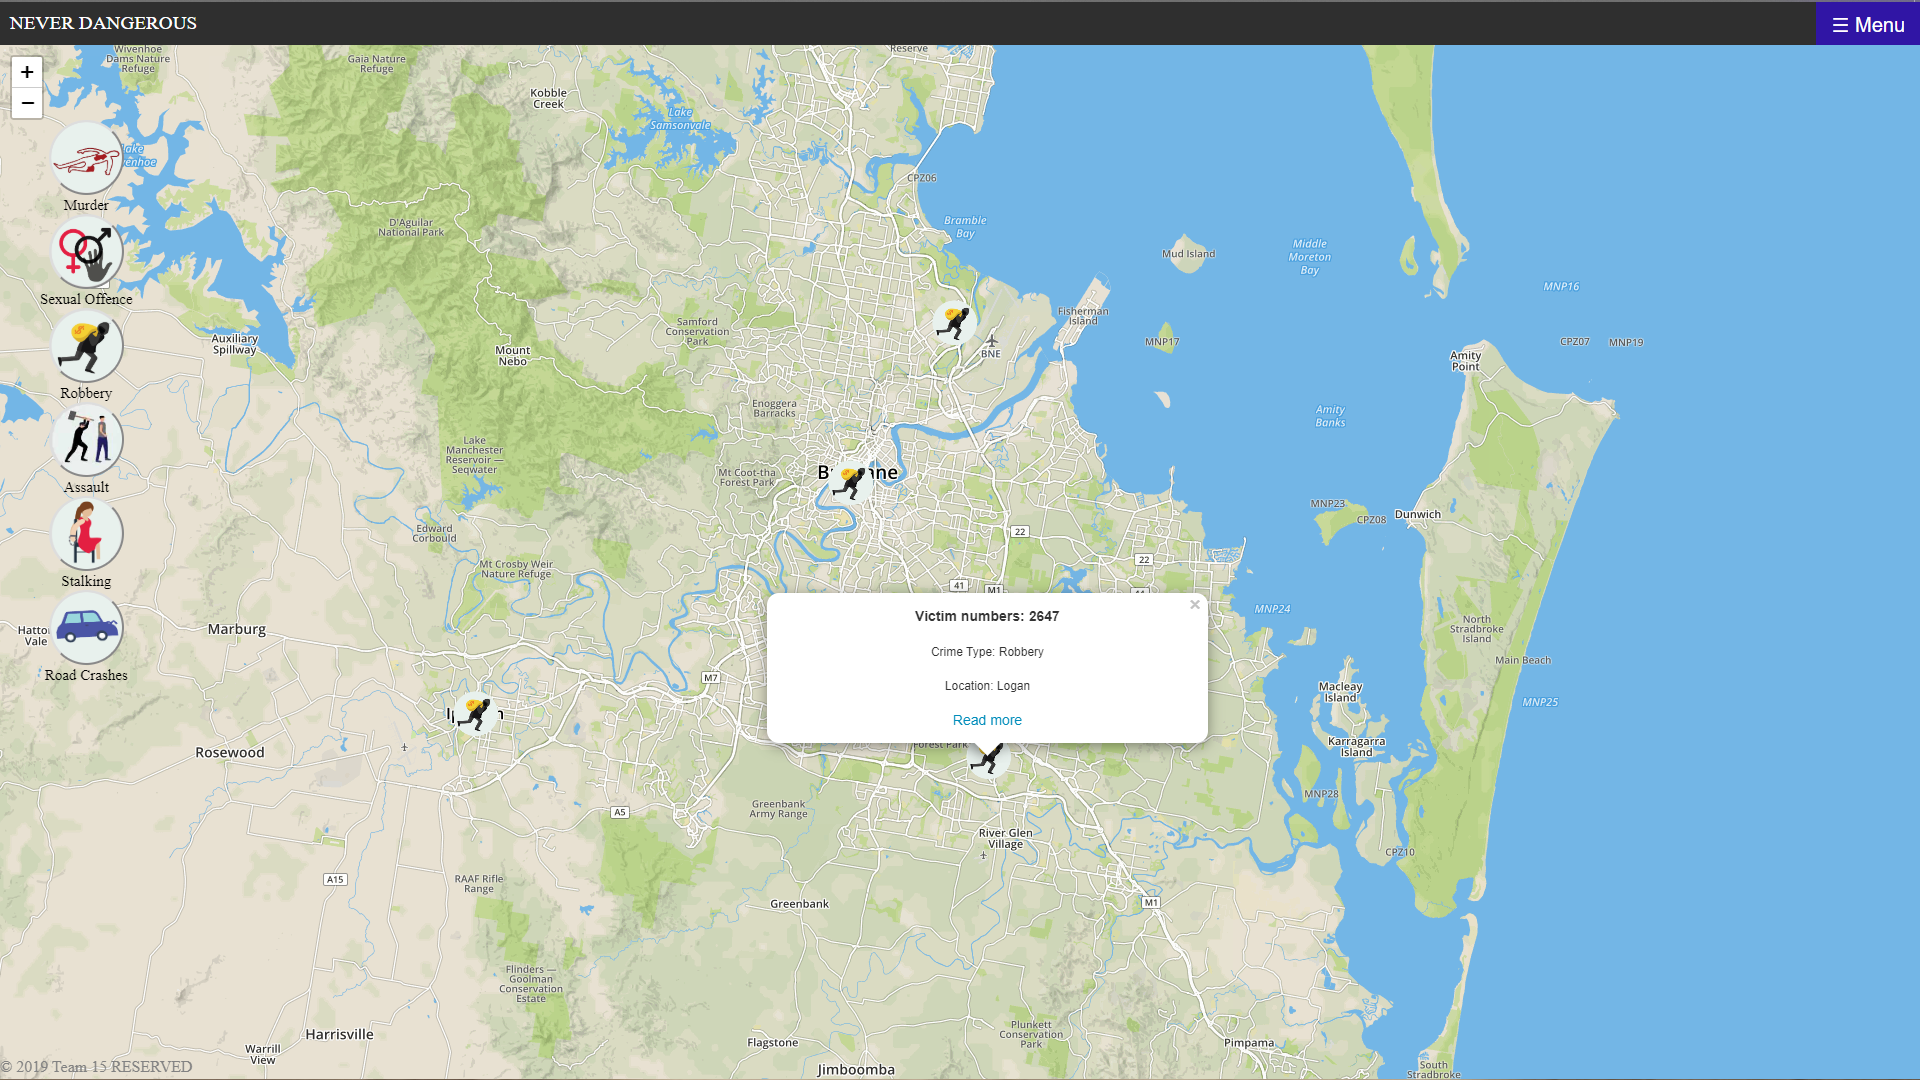 NEVER DANGEROUS
☰ Menu
+
−
Wivenhoe
Dams Nature
Refuge
Gaia Nature
Refuge
Reserve
Kobble
Creek
Lake
Samsonvale
Lake
Murder
CPZ06
D'Aguilar
National Park
Bramble
Bay
Mud Island
Middle
Moreton
Bay
MNP16
Sexual Offence
Fisherman
Island
Samford
Conservation
Park
Auxiliary
Spillway
Mount
Nebo
BNE
MNP17
CPZ07
MNP19
Amity
Point
Robbery
Enoggera
Barracks
Amity
Banks
Lake
Manchester
Reservoir —
Seqwater
Mt Coot-tha
Forest Park
Assault
MNP23
CPZ08
Dunwich
Edward
Corbould
22
22
Mt Crosby Weir
Nature Refuge
Stalking
41
M1
Victim numbers: 2647
×
Crime Type: Robbery
Location: Logan
Read more
MNP24
North
Stradbroke
Island
Marburg
Vale
Main Beach
Road Crashes
M7
Macleay
Island
MNP25
Karragarra
Island
Rosewood
Forest Park
MNP28
Greenbank
Army Range
A5
River Glen
Village
CPZ10
A15
RAAF Rifle
Range
Greenbank
M1
Flinders —
Goolman
Conservation
Estate
Harrisville
Plunkett
Conservation
Park
Flagstone
Pimpama
Warrill
View
Jimboomba
South
Stradbroke
© 2019 Team 15 RESERVED